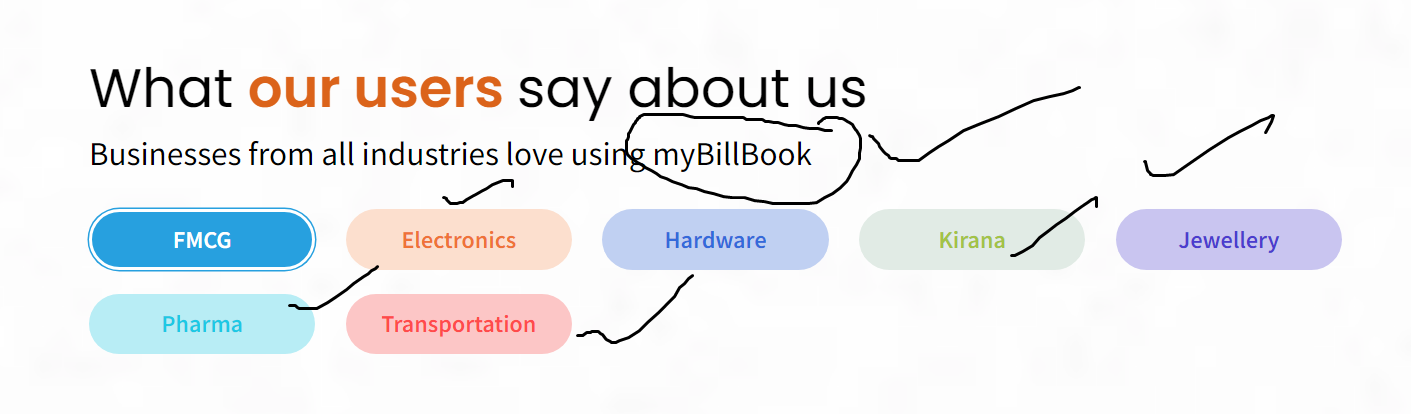 What our users say about us
Businesses from all industries love using myBillBook
FMCG Electronics Hardware Kirana Jewellery
Pharma Transportation